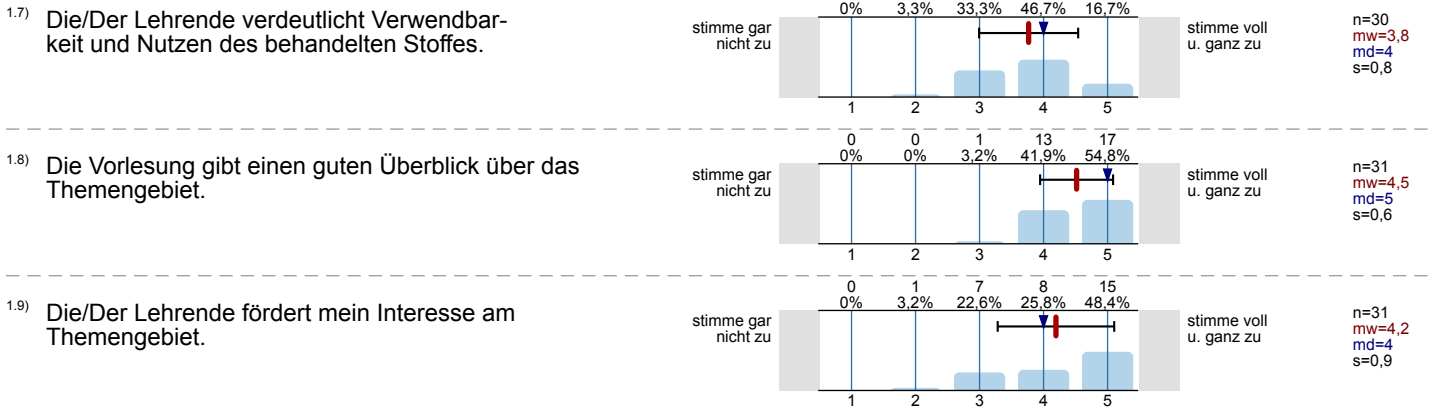 1.7) Die/Der Lehrende verdeutlicht Verwendbar-
keit und Nutzen des behandelten Stoffes.
0% 3,3% 33,3% 46,7% 16,7%
stimme gar
nicht zu
stimme voll
u. ganz zu
n=30
mw=3,8
md=4
s=0,8
1 2 3 4 5
1.8) Die Vorlesung gibt einen guten Überblick über das
Themengebiet.
0 0 1 13 17
0% 0% 3,2% 41,9% 54,8%
stimme gar
nicht zu
stimme voll
u. ganz zu
n=31
mw=4,5
md=5
s=0,6
1 2 3 4 5
1.9) Die/Der Lehrende fördert mein Interesse am
Themengebiet.
0 1 7 8 15
0% 3,2% 22,6% 25,8% 48,4%
stimme gar
nicht zu
stimme voll
u. ganz zu
n=31
mw=4,2
md=4
s=0,9
1 2 3 4 5